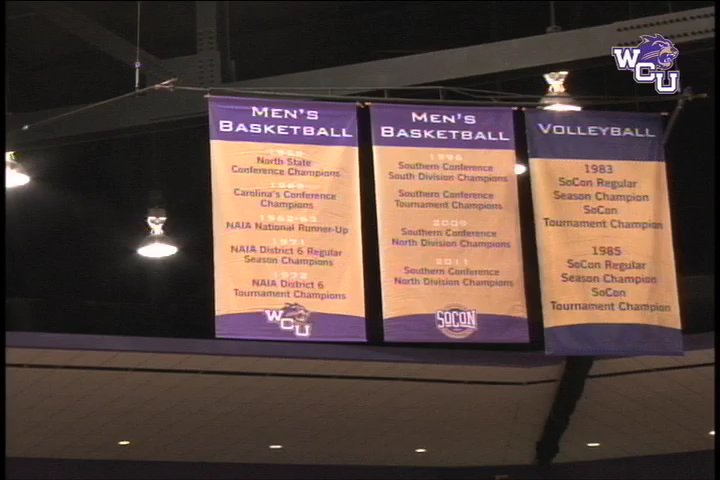 WCU
MEN'S
BASKETBALL
North State
Conference Champions
Carolina's Conference
Champions
1962-63
NAIA National Runner-Up
1971
NAIA District 6 Regular
Season Champions
1972
NAIA District 6
Tournament Champions
WCU
MEN'S
BASKETBALL
1996
Southern Conference
South Division Champions
Southern Conference
Tournament Champions
2009
Southern Conference
North Division Champions
2011
Southern Conference
North Division Champions
SOCON
VOLLEYBALL
1983
SoCon Regular
Season Champion
SoCon
Tournament Champion
1985
SoCon Regular
Season Champion
SoCon
Tournament Champion